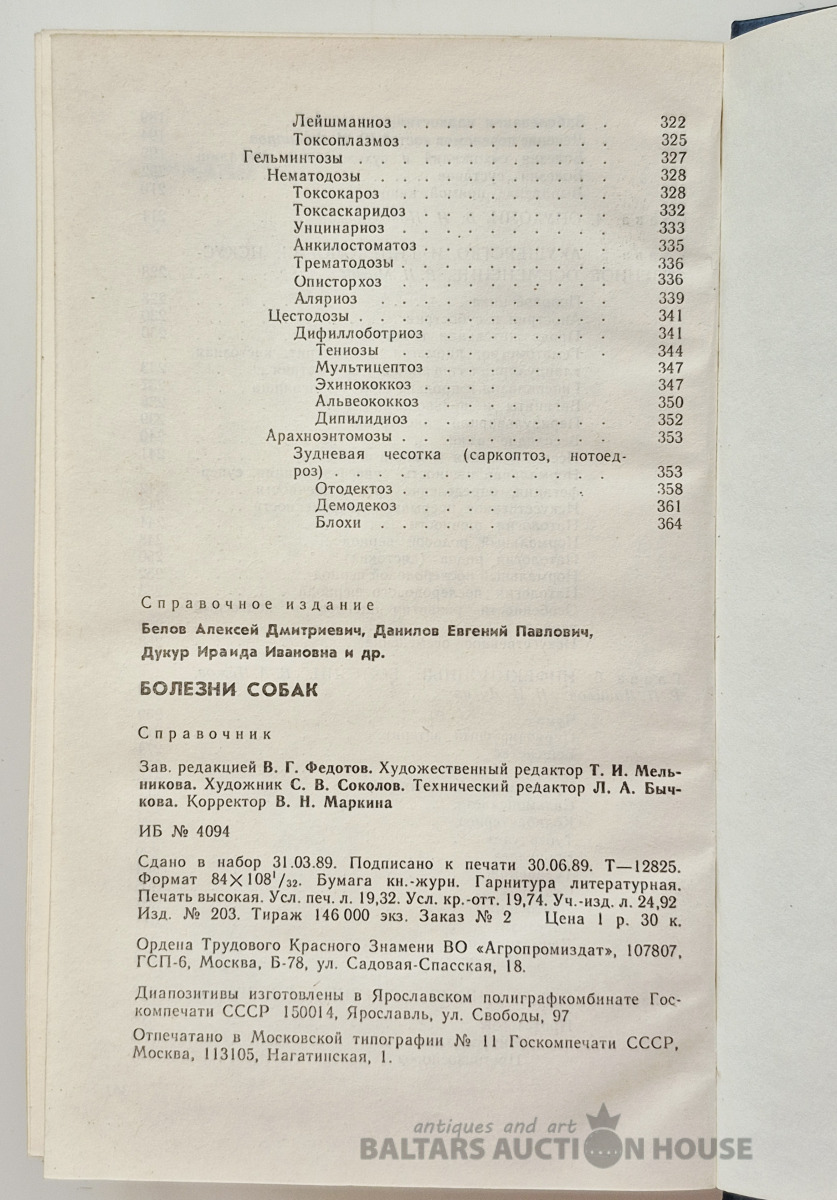 Лейшманиоз . . . . . . . . . . 322
Токсоплазмоз . . . . . . . . . 325
Гельминтозы . . . . . . . . . . . 327
Нематодозы . . . . . . . . . . . 328
Токсокароз . . . . . . . . . . 328
Токсаскаридоз . . . . . . . . . 332
Унцинариоз . . . . . . . . . . 333
Анкилостоматоз . . . . . . . . . 335
Трематодозы . . . . . . . . . . 336
Описторхоз . . . . . . . . . . 336
Аляриоз . . . . . . . . . . . 339
Цестодозы . . . . . . . . . . . . 341
Дифиллоботриоз . . . . . . . . 341
Тениозы . . . . . . 344
Мультицептоз . . . . . 347
Эхинококкоз . . . . 347
Альвеококкоз . . . . . . 350
Дипилидиоз . . . . . . . . . 352
Арахноэнтомозы . . . . . . . . . . 353
Зудневая чесотка (саркоптоз, нотоед-
роз) . . . . . . . . . . . . . 353
Отодектоз . . . . . . . . 358
Демодекоз . . . . 361
Блохи . . . . . . 364
Справочное издание
Белов Алексей Дмитриевич, Данилов Евгений Павлович,
Дукур Ираида Ивановна и др.
БОЛЕЗНИ СОБАК
Справочник
Зав. редакцией В. Г. Федотов. Художественный редактор Т. И. Мель-
никова. Художник С. В. Соколов. Технический редактор Л. А. Быч-
кова. Корректор В. Н. Маркина
ИБ № 4094
Сдано в набор 31.03.89. Подписано к печати 30.06.89. Т—12825.
Формат 84×108¹/₃₂. Бумага кн.-журн. Гарнитура литературная.
Печать высокая. Усл. печ. л. 19,32. Усл. кр.-отт. 19,74. Уч.-изд. л. 24,92
Изд. № 203. Тираж 146 000 экз. Заказ № 2 Цена 1 р. 30 к.
Ордена Трудового Красного Знамени ВО «Агропромиздат», 107807,
ГСП-6, Москва, Б-78, ул. Садовая-Спасская, 18.
Диапозитивы изготовлены в Ярославском полиграфкомбинате Гос-
компечати СССР 150014, Ярославль, ул. Свободы, 97
Отпечатано в Московской типографии № 11 Госкомпечати СССР,
Москва, 113105, Нагатинская, 1.
antiques and art
BALTARS AUCTION HOUSE